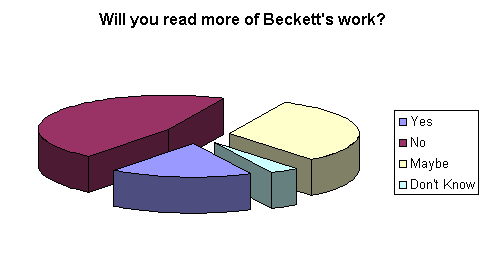 Will you read more of Beckett's work?
Yes
No
Maybe
Don't Know